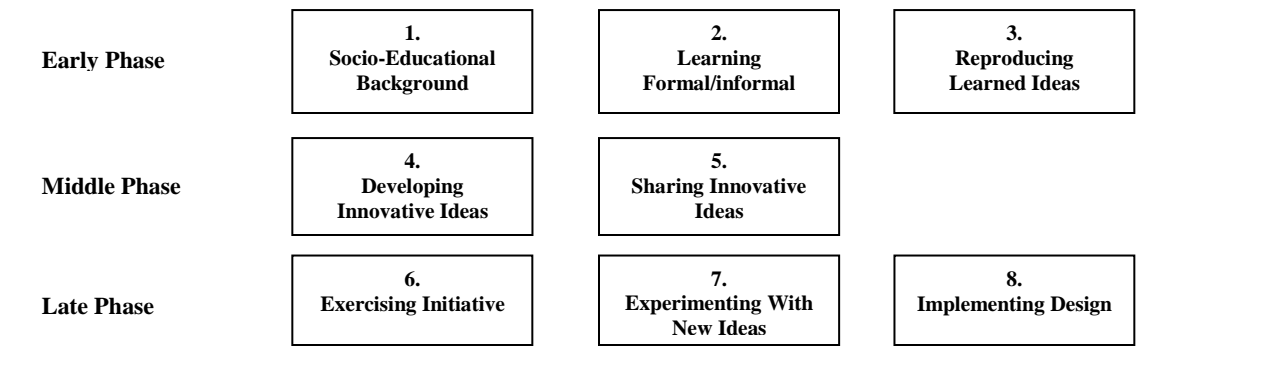 Early Phase
1.
Socio-Educational
Background
2.
Learning
Formal/informal
3.
Reproducing
Learned Ideas
Middle Phase
4.
Developing
Innovative Ideas
5.
Sharing Innovative
Ideas
Late Phase
6.
Exercising Initiative
7.
Experimenting With
New Ideas
8.
Implementing Design